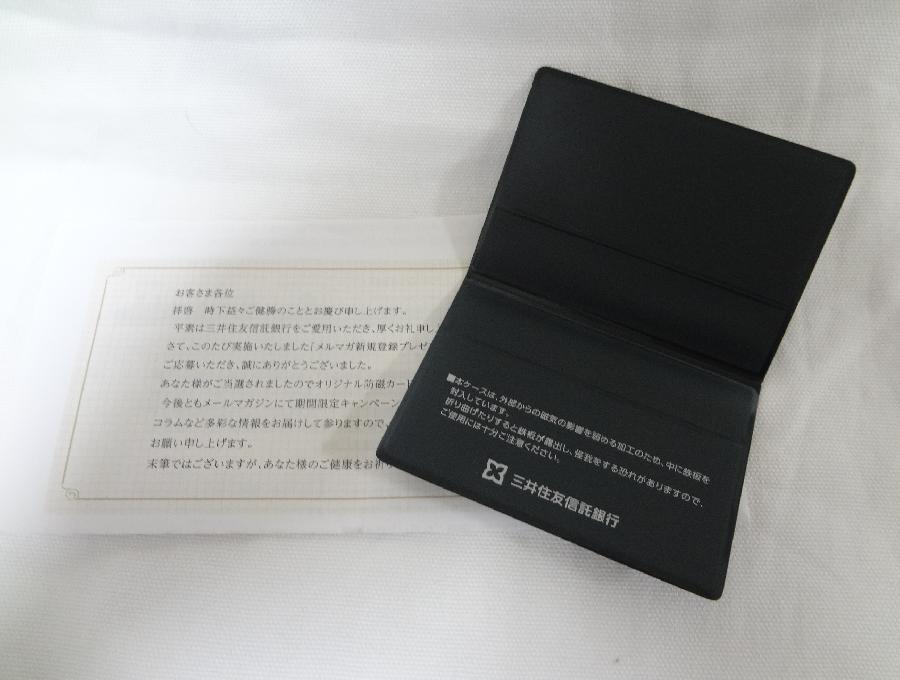 お客さま各位
拝啓 時下益々ご健勝のこととお慶び申し上げます。
平素は三井住友信託銀行をご愛用いただき、厚くお礼申し
さて、このたび実施いたしました「メルマガ新規登録プレゼ
ご応募いただき、誠にありがとうございました。
あなた様がご当選されましたのでオリジナル防磁カード
今後ともメールマガジンにて期間限定キャンペーン
コラムなど多彩な情報をお届けして参りますので、
お願い申し上げます。
末筆ではございますが、あなた様のご健康をお祈り
■本ケースは、外部からの磁気の影響を弱める加工のため、中に鉄板を
封入しています。
折り曲げたりすると鉄板が露出し、怪我をする恐れがありますので、
ご使用には十分ご注意ください。
三井住友信託銀行